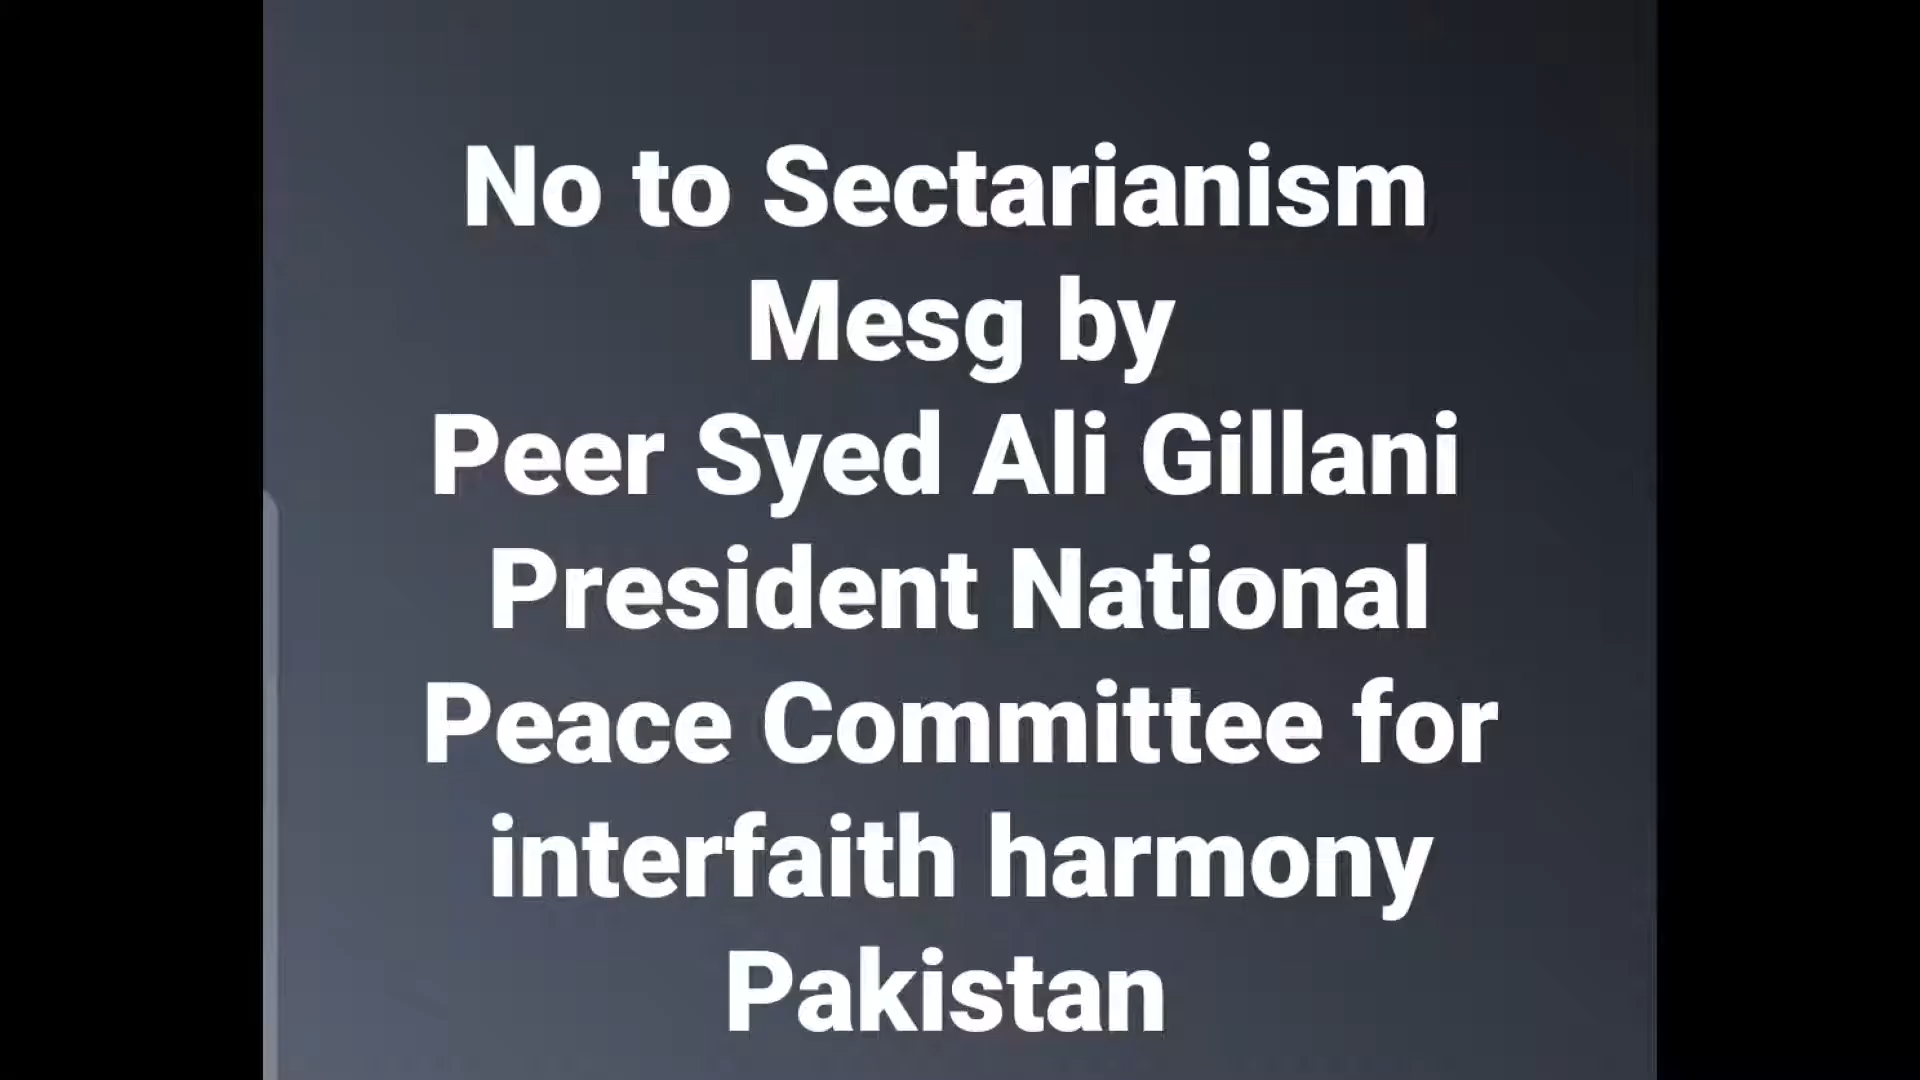 No to Sectarianism
Mesg by
Peer Syed Ali Gillani
President National
Peace Committee for
interfaith harmony
Pakistan